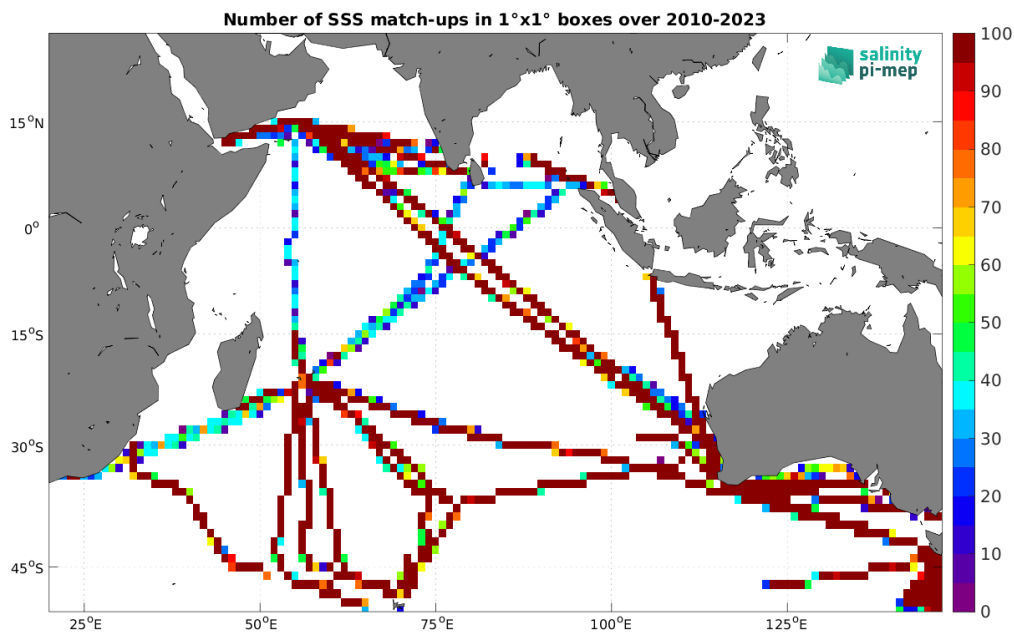 Number of SSS match-ups in 1°x1° boxes over 2010-2023
salinity
pi-mep
15°N
0°
15°S
30°S
45°S
25°E
50°E
75°E
100°E
125°E
100
90
80
70
60
50
40
30
20
10
0